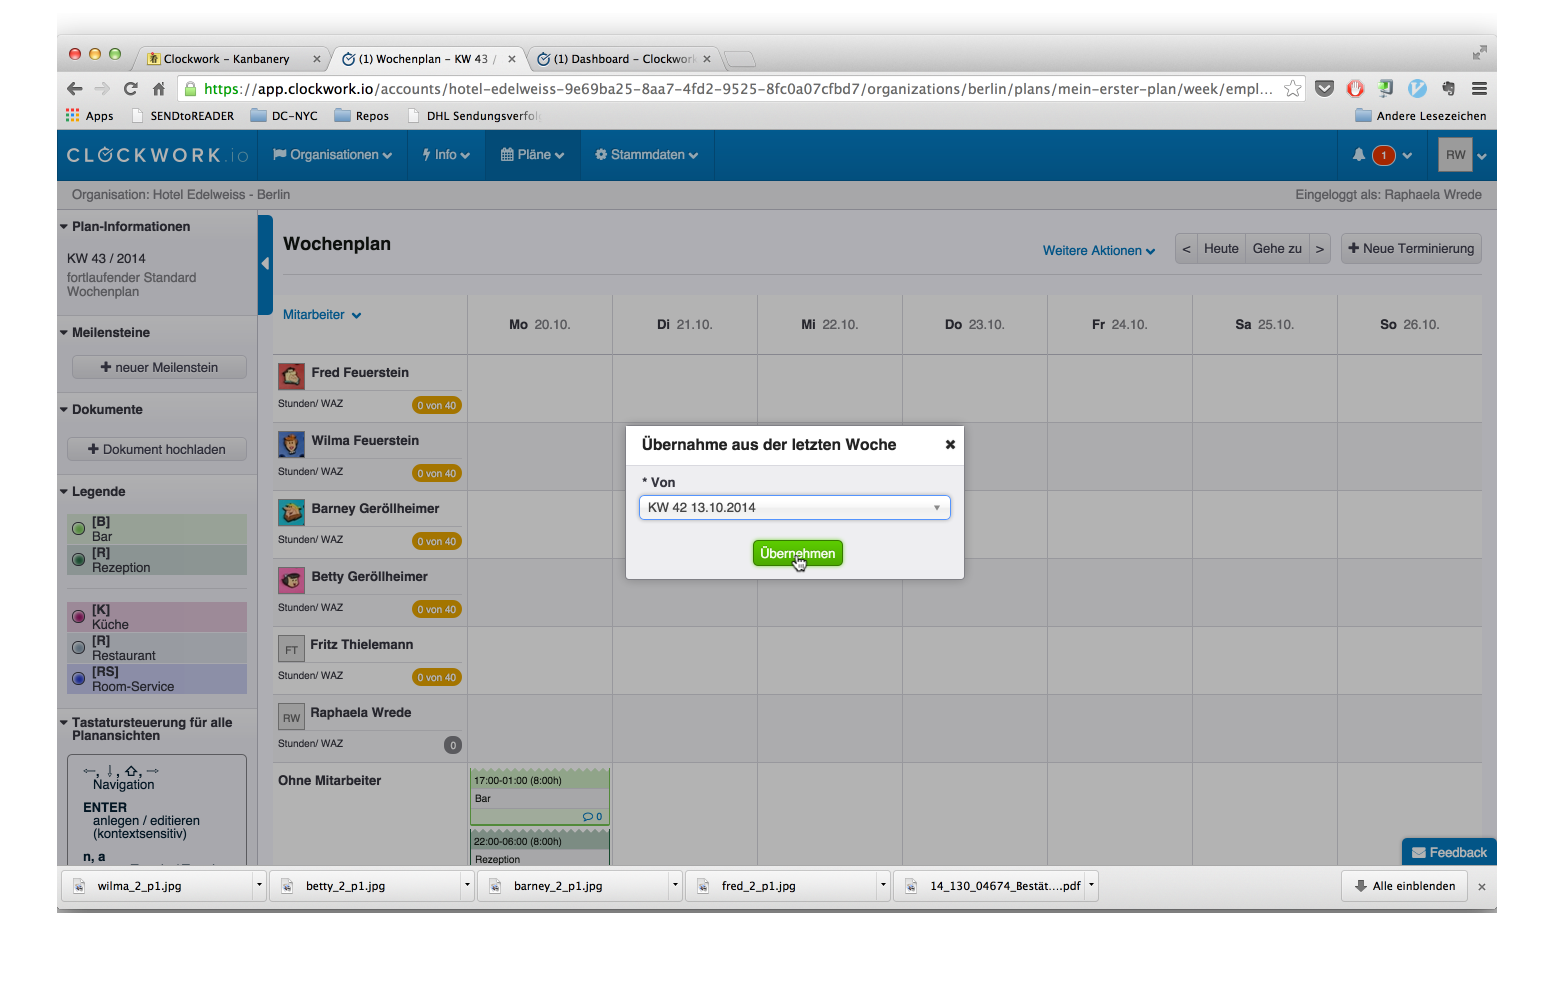 Clockwork – Kanbanery ×
(1) Wochenplan – KW 43 / ×
(1) Dashboard – Clockwork ×
https://app.clockwork.io/accounts/hotel-edelweiss-9e69ba25-8aa7-4fd2-9525-8fc0a07cfbd7/organizations/berlin/plans/mein-erster-plan/week/empl...
Apps SENDtoREADER DC-NYC Repos DHL Sendungsverfol Andere Lesezeichen
CLOCKWORK.io Organisationen Info Pläne Stammdaten 1 RW
Organisation: Hotel Edelweiss - Berlin Eingeloggt als: Raphaela Wrede
Plan-Informationen
KW 43 / 2014
fortlaufender Standard
Wochenplan
Meilensteine
+ neuer Meilenstein
Dokumente
+ Dokument hochladen
Legende
[B]
Bar
[R]
Rezeption
[K]
Küche
[R]
Restaurant
[RS]
Room-Service
Tastatursteuerung für alle
Planansichten
←, ↓, ⇧, →
Navigation
ENTER
anlegen / editieren
(kontextsensitiv)
n, a
Wochenplan
Weitere Aktionen < Heute Gehe zu > + Neue Terminierung
Mitarbeiter Mo 20.10. Di 21.10. Mi 22.10. Do 23.10. Fr 24.10. Sa 25.10. So 26.10.
Fred Feuerstein
Stunden/ WAZ 0 von 40
Wilma Feuerstein
Stunden/ WAZ 0 von 40
Barney Geröllheimer
Stunden/ WAZ 0 von 40
Betty Geröllheimer
Stunden/ WAZ 0 von 40
FT Fritz Thielemann
Stunden/ WAZ 0 von 40
RW Raphaela Wrede
Stunden/ WAZ 0
Ohne Mitarbeiter
17:00-01:00 (8:00h)
Bar
0
22:00-06:00 (8:00h)
Rezeption
Übernahme aus der letzten Woche ×
* Von
KW 42 13.10.2014
Übernehmen
Feedback
wilma_2_p1.jpg betty_2_p1.jpg barney_2_p1.jpg fred_2_p1.jpg 14_130_04674_Bestät....pdf Alle einblenden ×